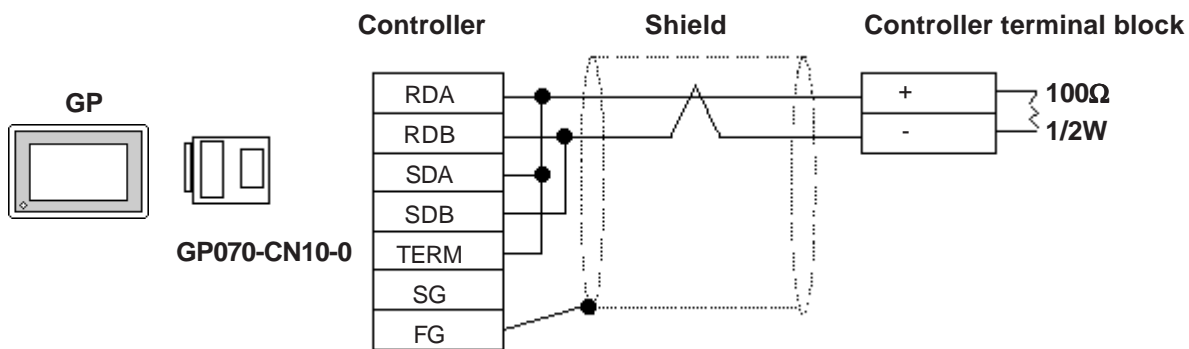 Controller Shield Controller terminal block
GP
GP070-CN10-0
RDA
RDB
SDA
SDB
TERM
SG
FG
+
-
100Ω
1/2W